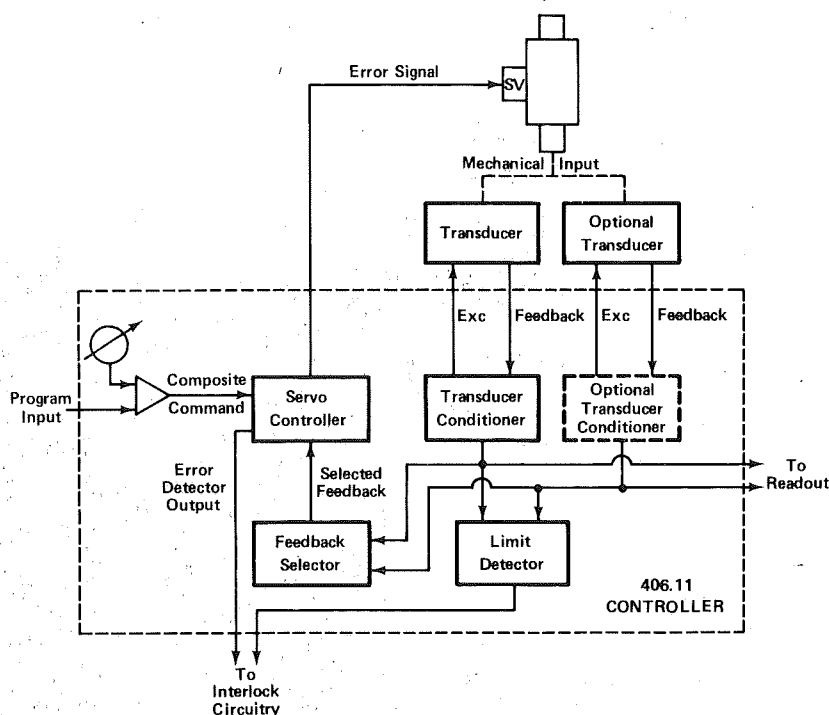 Error Signal
SV
Mechanical Input
Transducer
Optional
Transducer
Exc
Feedback
Exc
Feedback
Program
Input
Composite
Command
Servo
Controller
Transducer
Conditioner
Optional
Transducer
Conditioner
Error
Detector
Output
Selected
Feedback
To
Readout
Feedback
Selector
Limit
Detector
406.11
CONTROLLER
To
Interlock
Circuitry